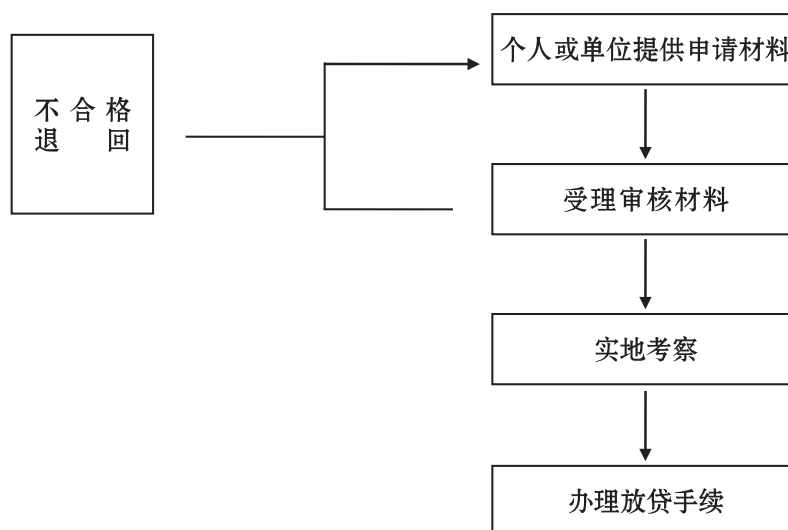 个人或单位提供申请材料
不合格
退回
受理审核材料
实地考察
办理放贷手续